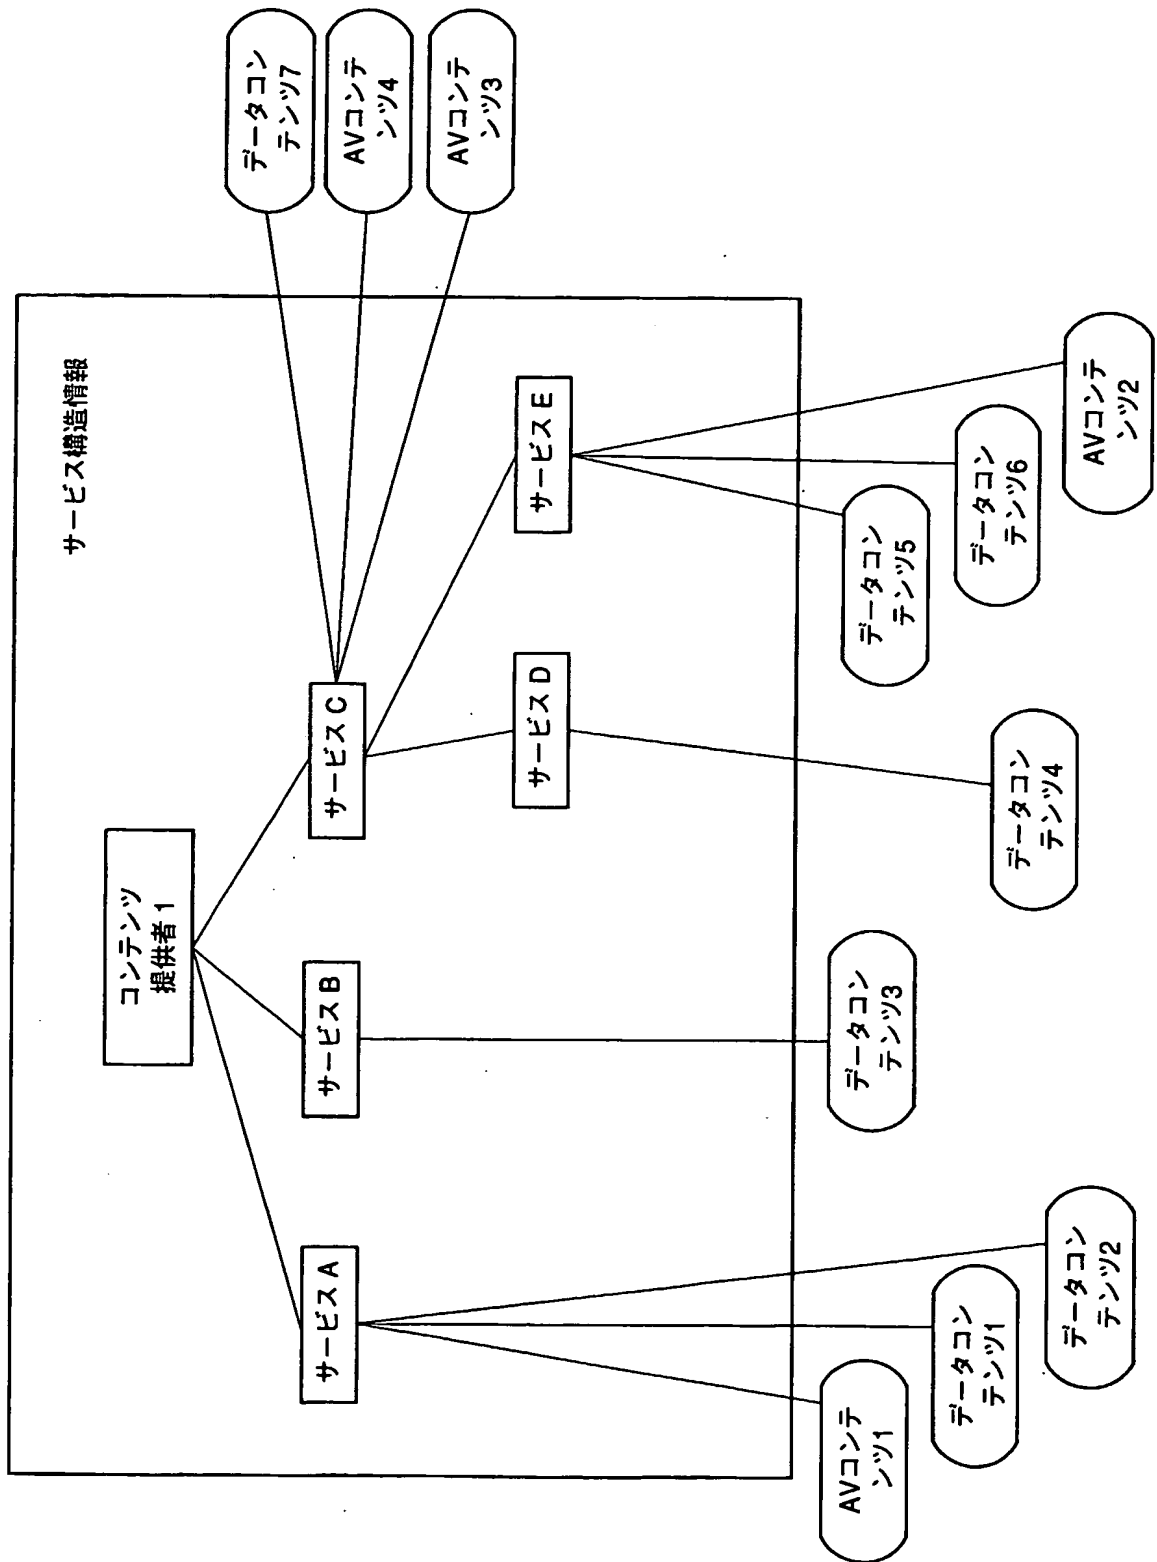 サービス構造情報
コンテンツ
提供者1
サービスA
サービスB
サービスC
サービスD
サービスE
データコン
テンツ7
AVコンテ
ンツ4
AVコンテ
ンツ3
AVコンテ
ンツ1
データコン
テンツ1
データコン
テンツ2
データコン
テンツ3
データコン
テンツ4
データコン
テンツ5
データコン
テンツ6
AVコンテ
ンツ2